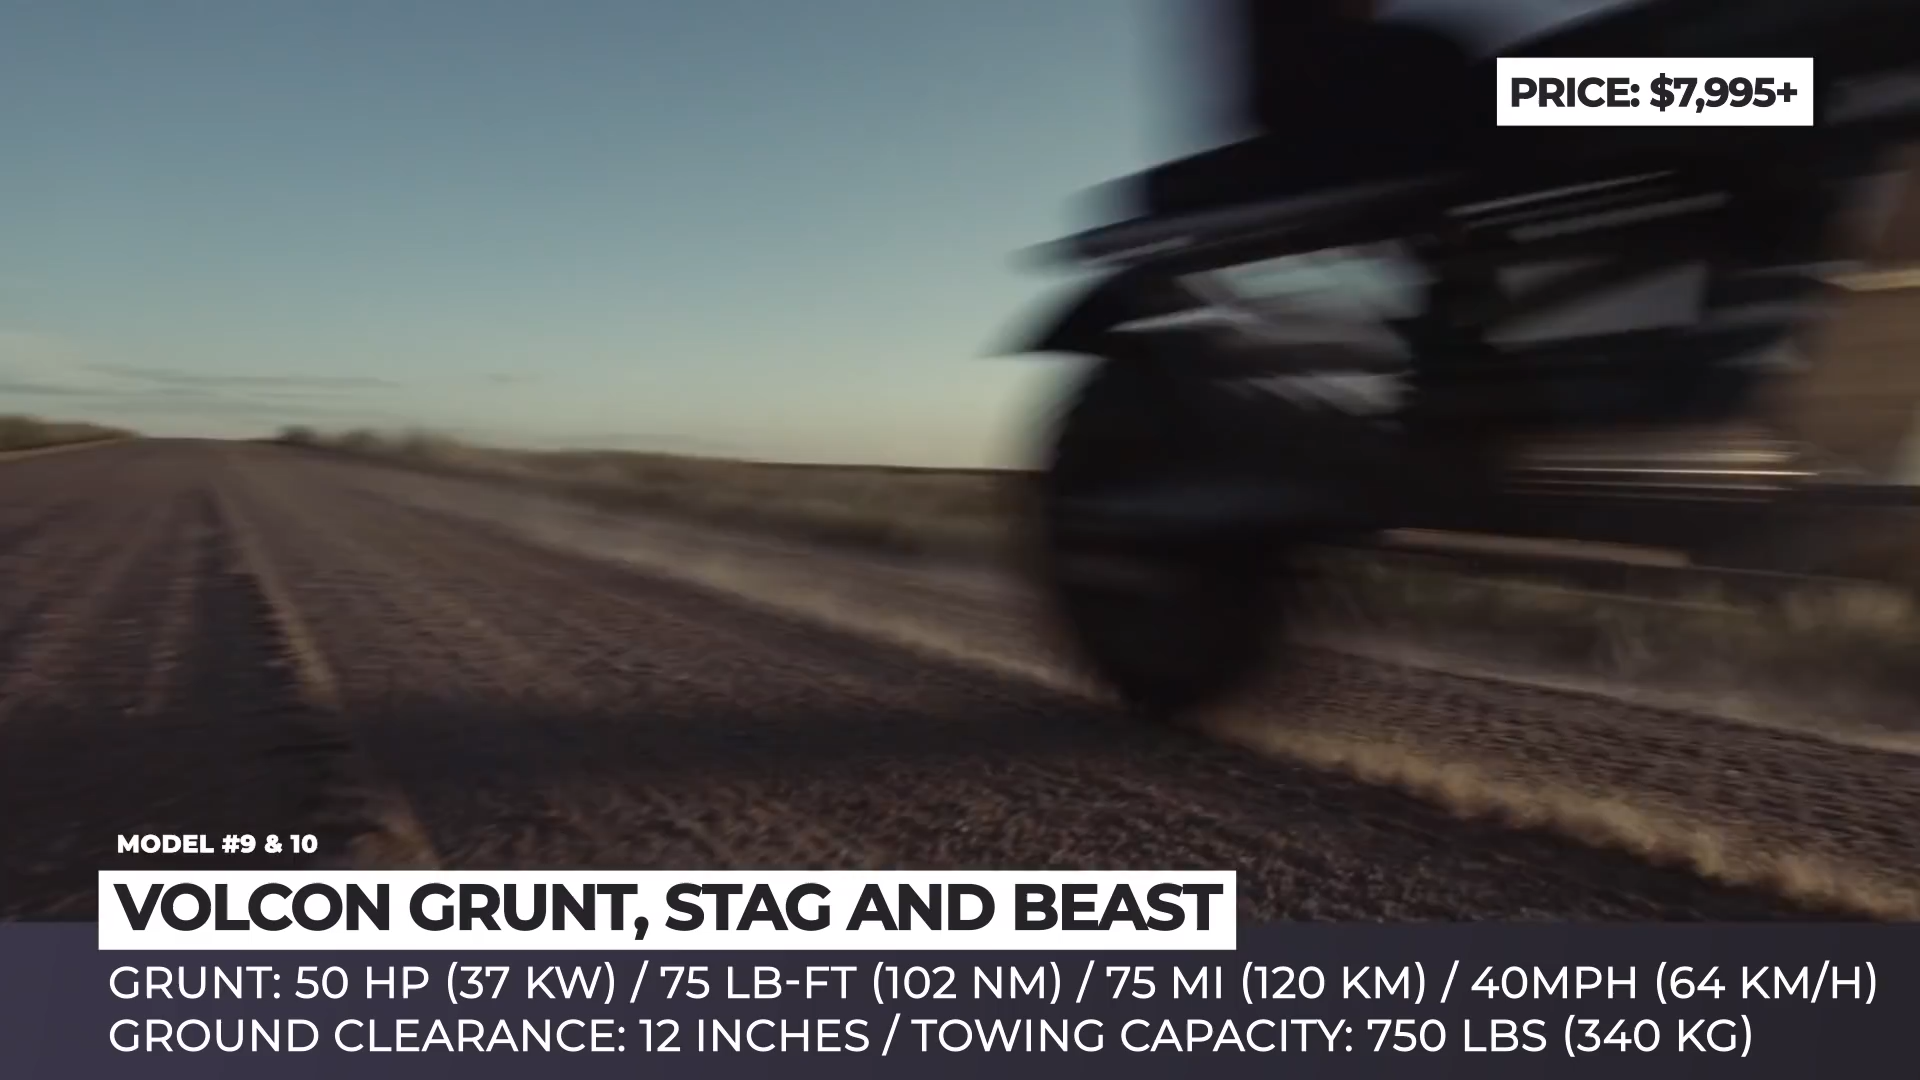 PRICE: $7,995+
MODEL #9 & 10
VOLCON GRUNT, STAG AND BEAST
GRUNT: 50 HP (37 KW) / 75 LB-FT (102 NM) / 75 MI (120 KM) / 40MPH (64 KM/H)
GROUND CLEARANCE: 12 INCHES / TOWING CAPACITY: 750 LBS (340 KG)